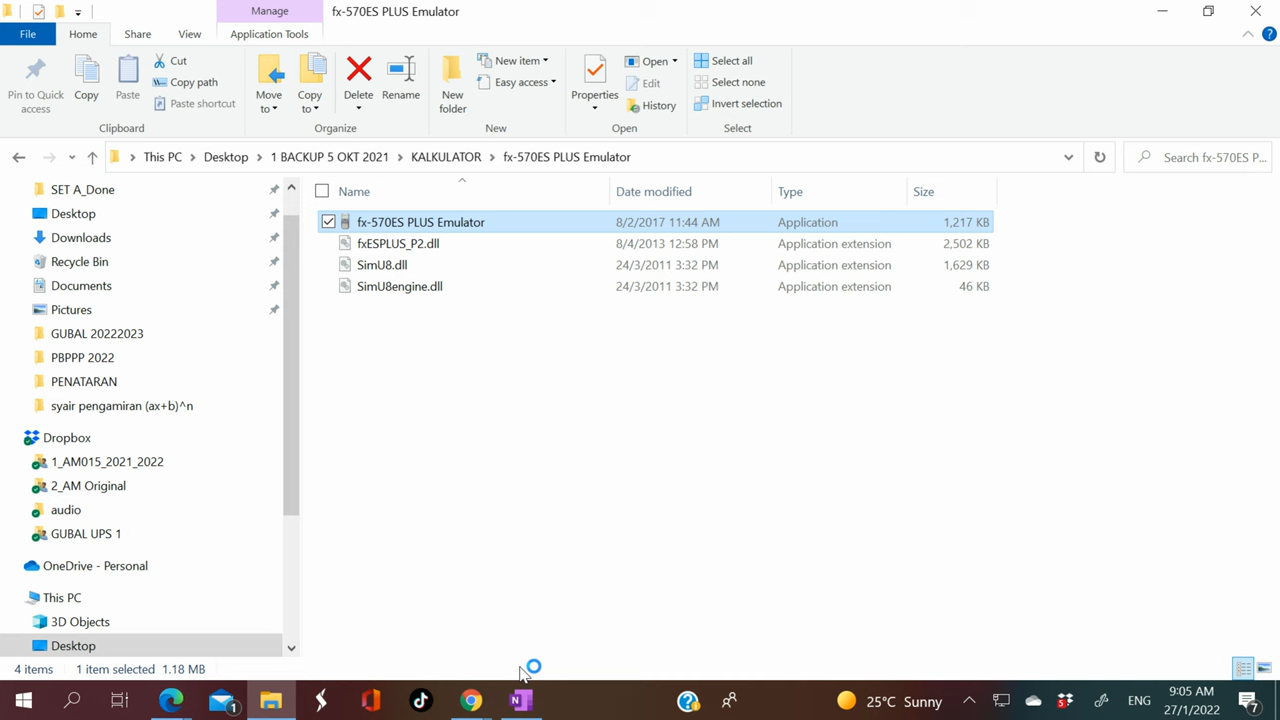 Manage
fx-570ES PLUS Emulator
File
Home
Share
View
Application Tools
Pin to Quick access
Copy
Paste
Cut
Copy path
Paste shortcut
Clipboard
Move to
Copy to
Delete
Rename
Organize
New folder
New item
Easy access
New
Properties
Open
Edit
History
Open
Select all
Select none
Invert selection
Select
This PC
Desktop
1 BACKUP 5 OKT 2021
KALKULATOR
fx-570ES PLUS Emulator
Search fx-570ES P...
SET A_Done
Desktop
Downloads
Recycle Bin
Documents
Pictures
GUBAL 20222023
PBPPP 2022
PENATARAN
syair pengamiran (ax+b)^n
Dropbox
1_AM015_2021_2022
2_AM Original
audio
GUBAL UPS 1
OneDrive - Personal
This PC
3D Objects
Desktop
Name Date modified Type Size
fx-570ES PLUS Emulator 8/2/2017 11:44 AM Application 1,217 KB
fxESPLUS_P2.dll 8/4/2013 12:58 PM Application extension 2,502 KB
SimU8.dll 24/3/2011 3:32 PM Application extension 1,629 KB
SimU8engine.dll 24/3/2011 3:32 PM Application extension 46 KB
4 items 1 item selected 1.18 MB
1
N
5
25°C Sunny
ENG
9:05 AM
27/1/2022
7